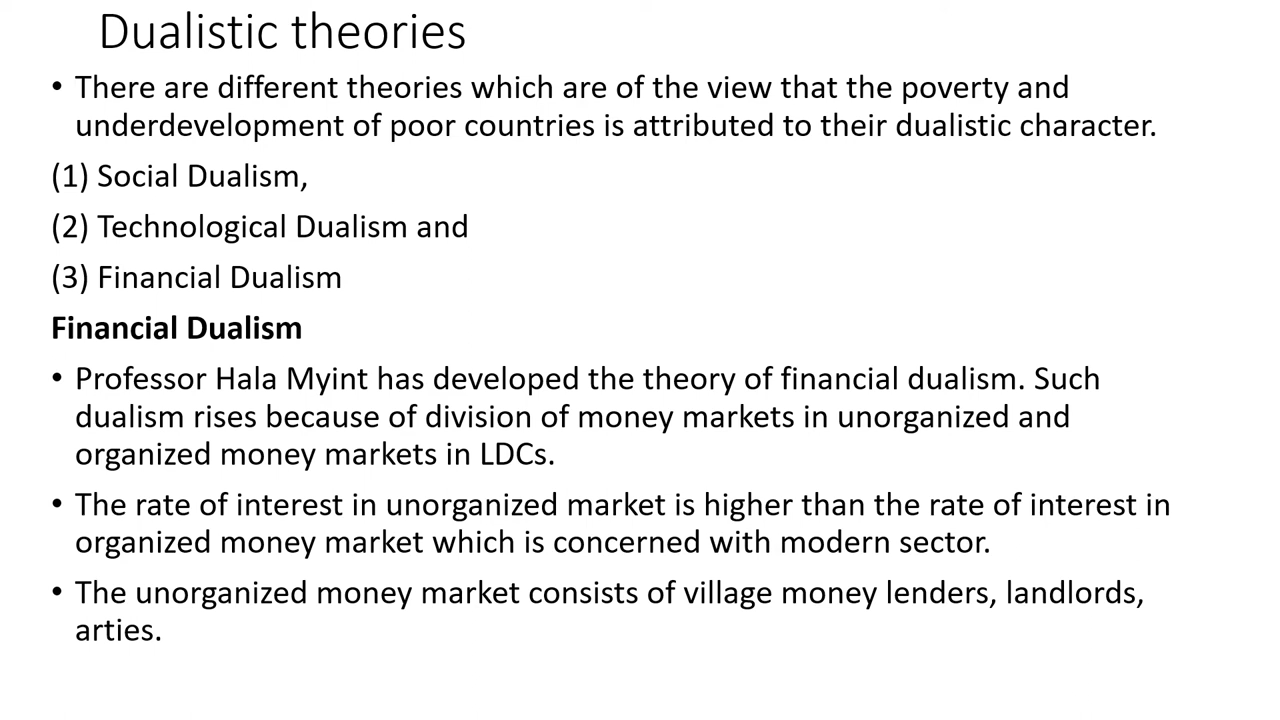 Dualistic theories
• There are different theories which are of the view that the poverty and
underdevelopment of poor countries is attributed to their dualistic character.
(1) Social Dualism,
(2) Technological Dualism and
(3) Financial Dualism
Financial Dualism
• Professor Hala Myint has developed the theory of financial dualism. Such
dualism rises because of division of money markets in unorganized and
organized money markets in LDCs.
• The rate of interest in unorganized market is higher than the rate of interest in
organized money market which is concerned with modern sector.
• The unorganized money market consists of village money lenders, landlords,
arties.